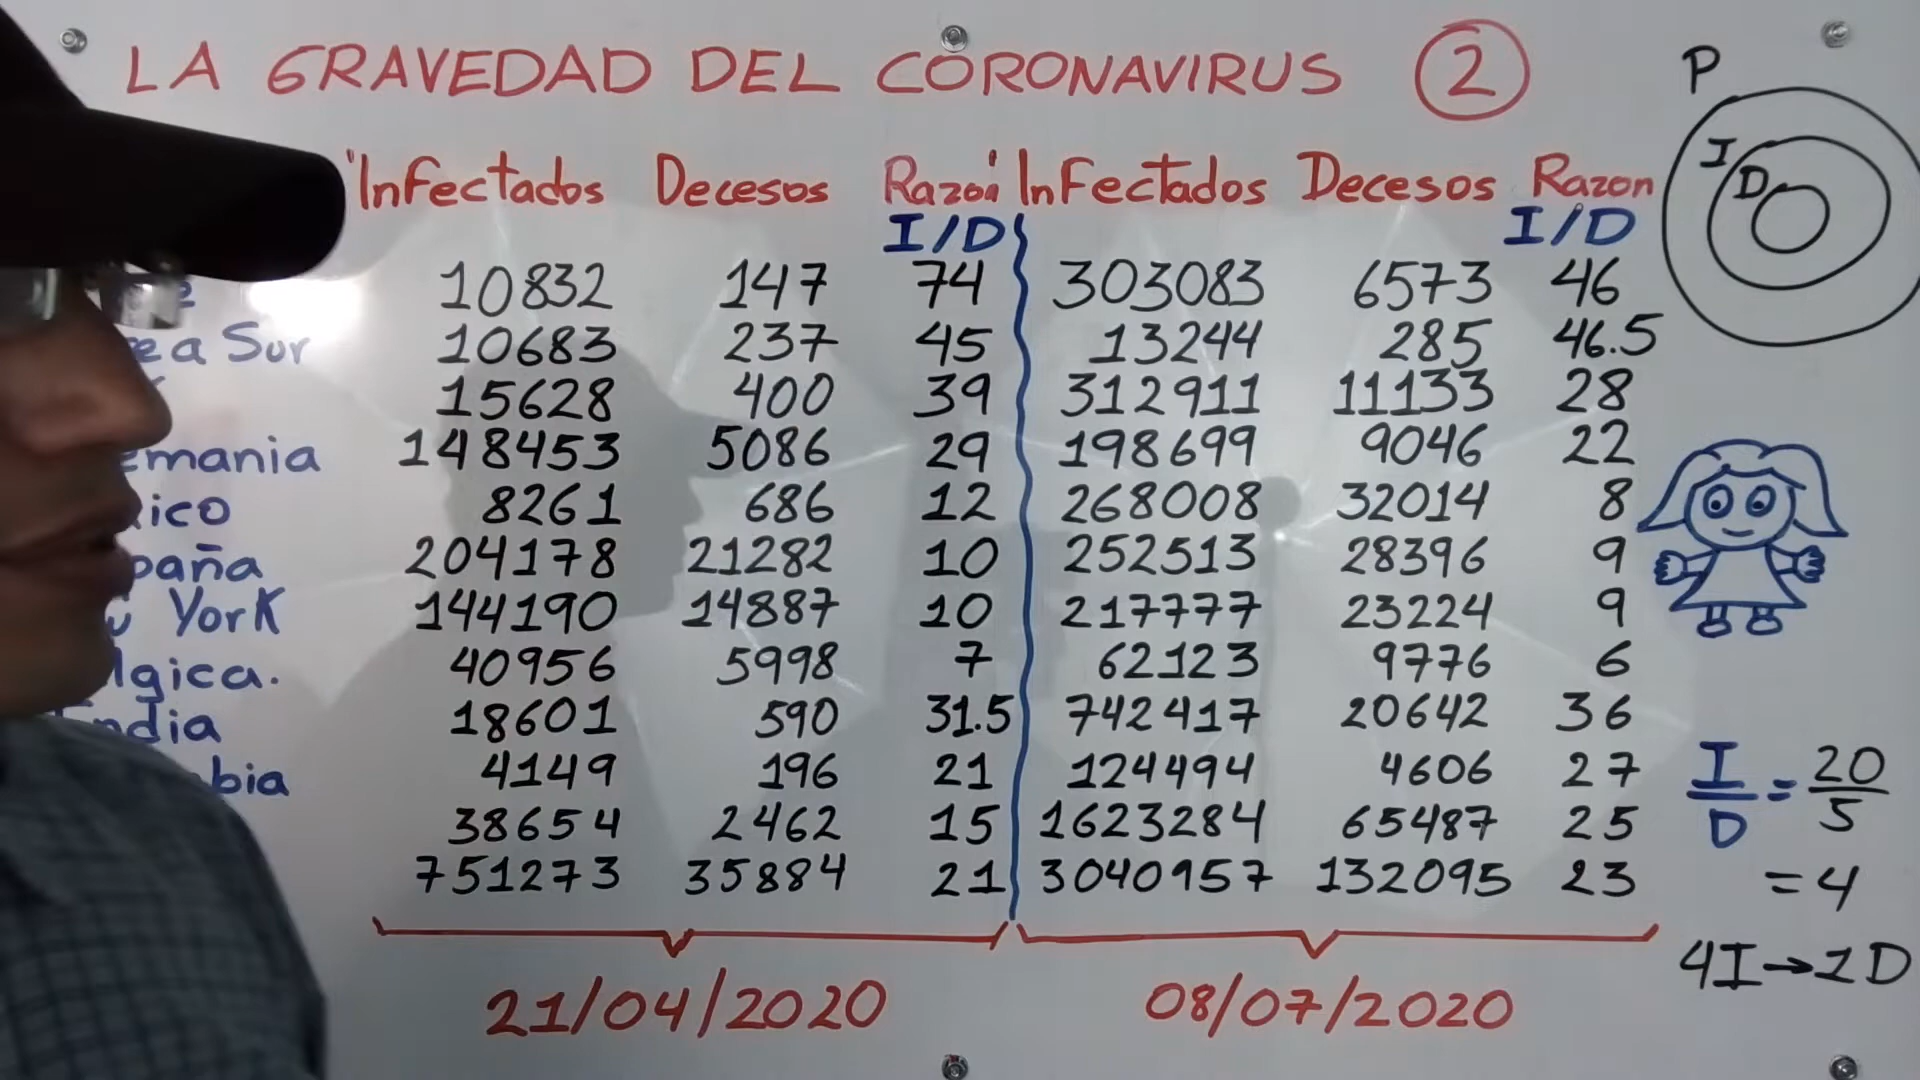 LA GRAVEDAD DEL CORONAVIRUS 2
P
I
D
Infectados Decesos Razon Infectados Decesos Razon
I/D I/D
10832 147 74 303083 6573 46
Sur 10683 237 45 13244 285 46.5
15628 400 39 312911 11133 28
emania 148453 5086 29 198699 9046 22
ico 8261 686 12 268008 32014 8
paña 204178 21282 10 252513 28396 9
York 144190 14887 10 217777 23224 9
lgica. 40956 5998 7 62123 9776 6
ndia 18601 590 31.5 742417 20642 36
bia 4149 196 21 124494 4606 27
38654 2462 15 1623284 65487 25
751273 35884 21 3040957 132095 23
I/D = 20/5
= 4
4I→1D
21/04/2020 08/07/2020